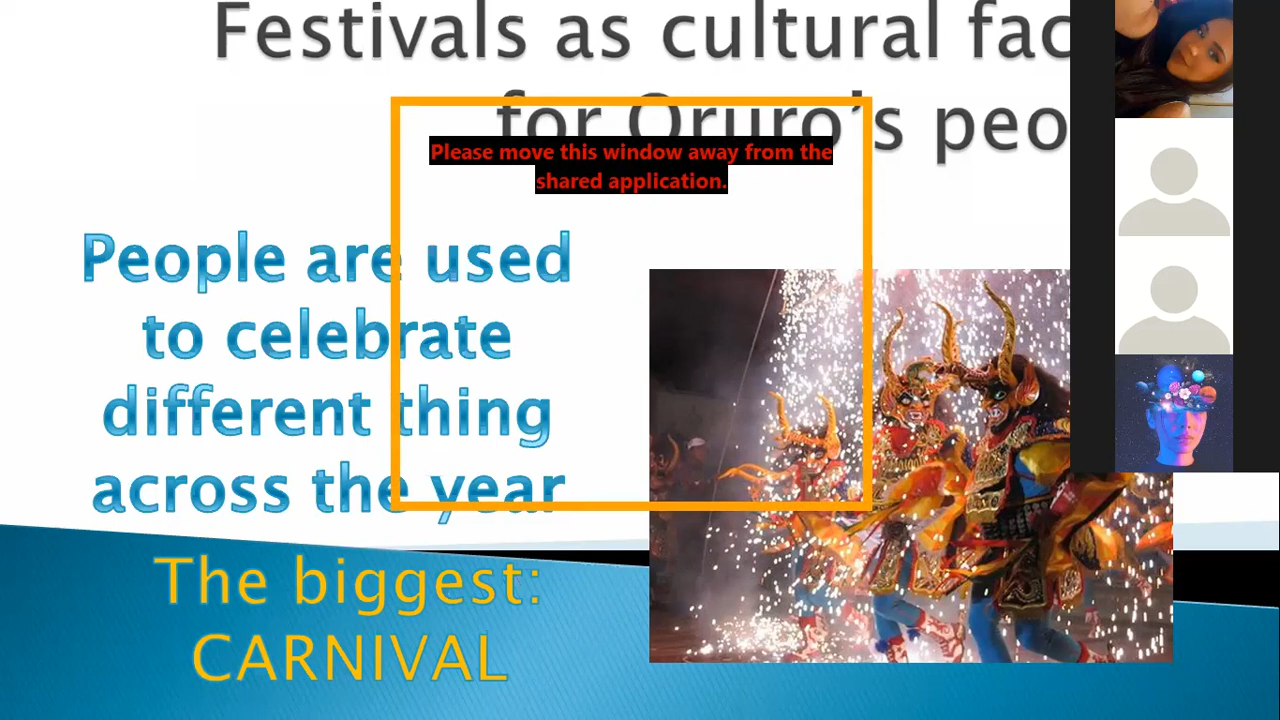 Festivals as cultural fac
for Oruro's peo
Please move this window away from the
shared application.
People are used
to celebrate
different thing
across the year
The biggest:
CARNIVAL